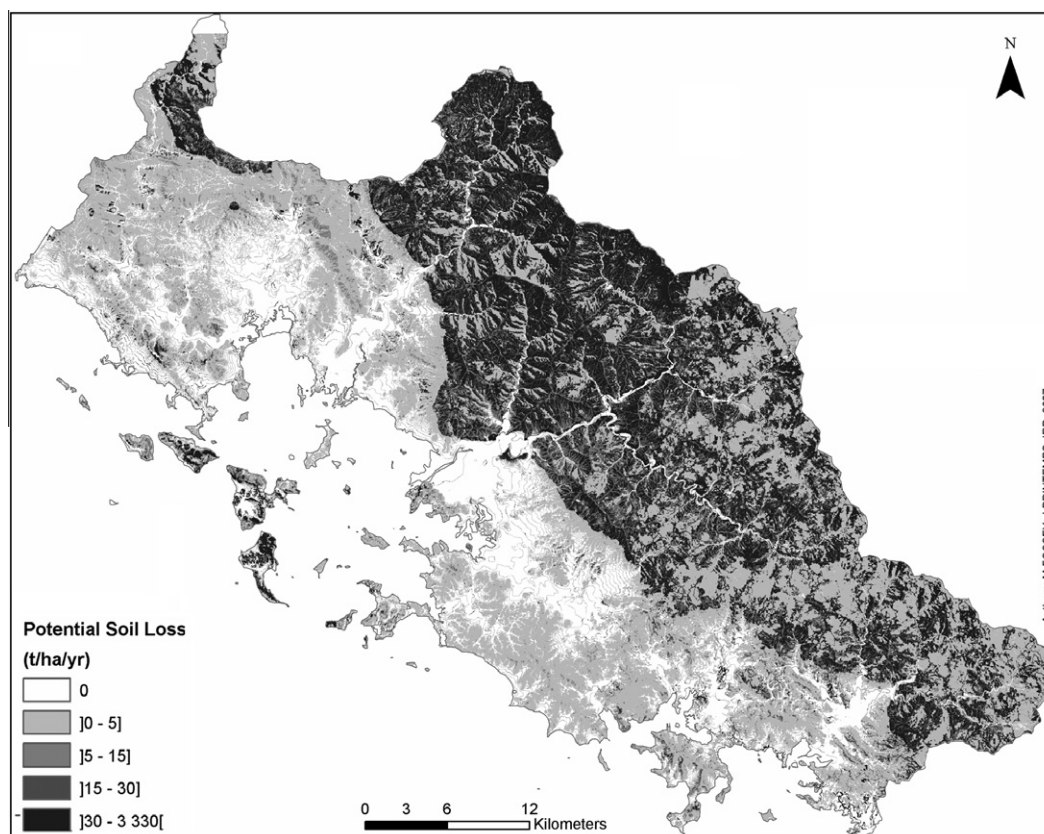 N
Potential Soil Loss
(t/ha/yr)
0
]0 - 5]
]5 - 15]
]15 - 30]
]30 - 3 330[
0 3 6 12
Kilometers